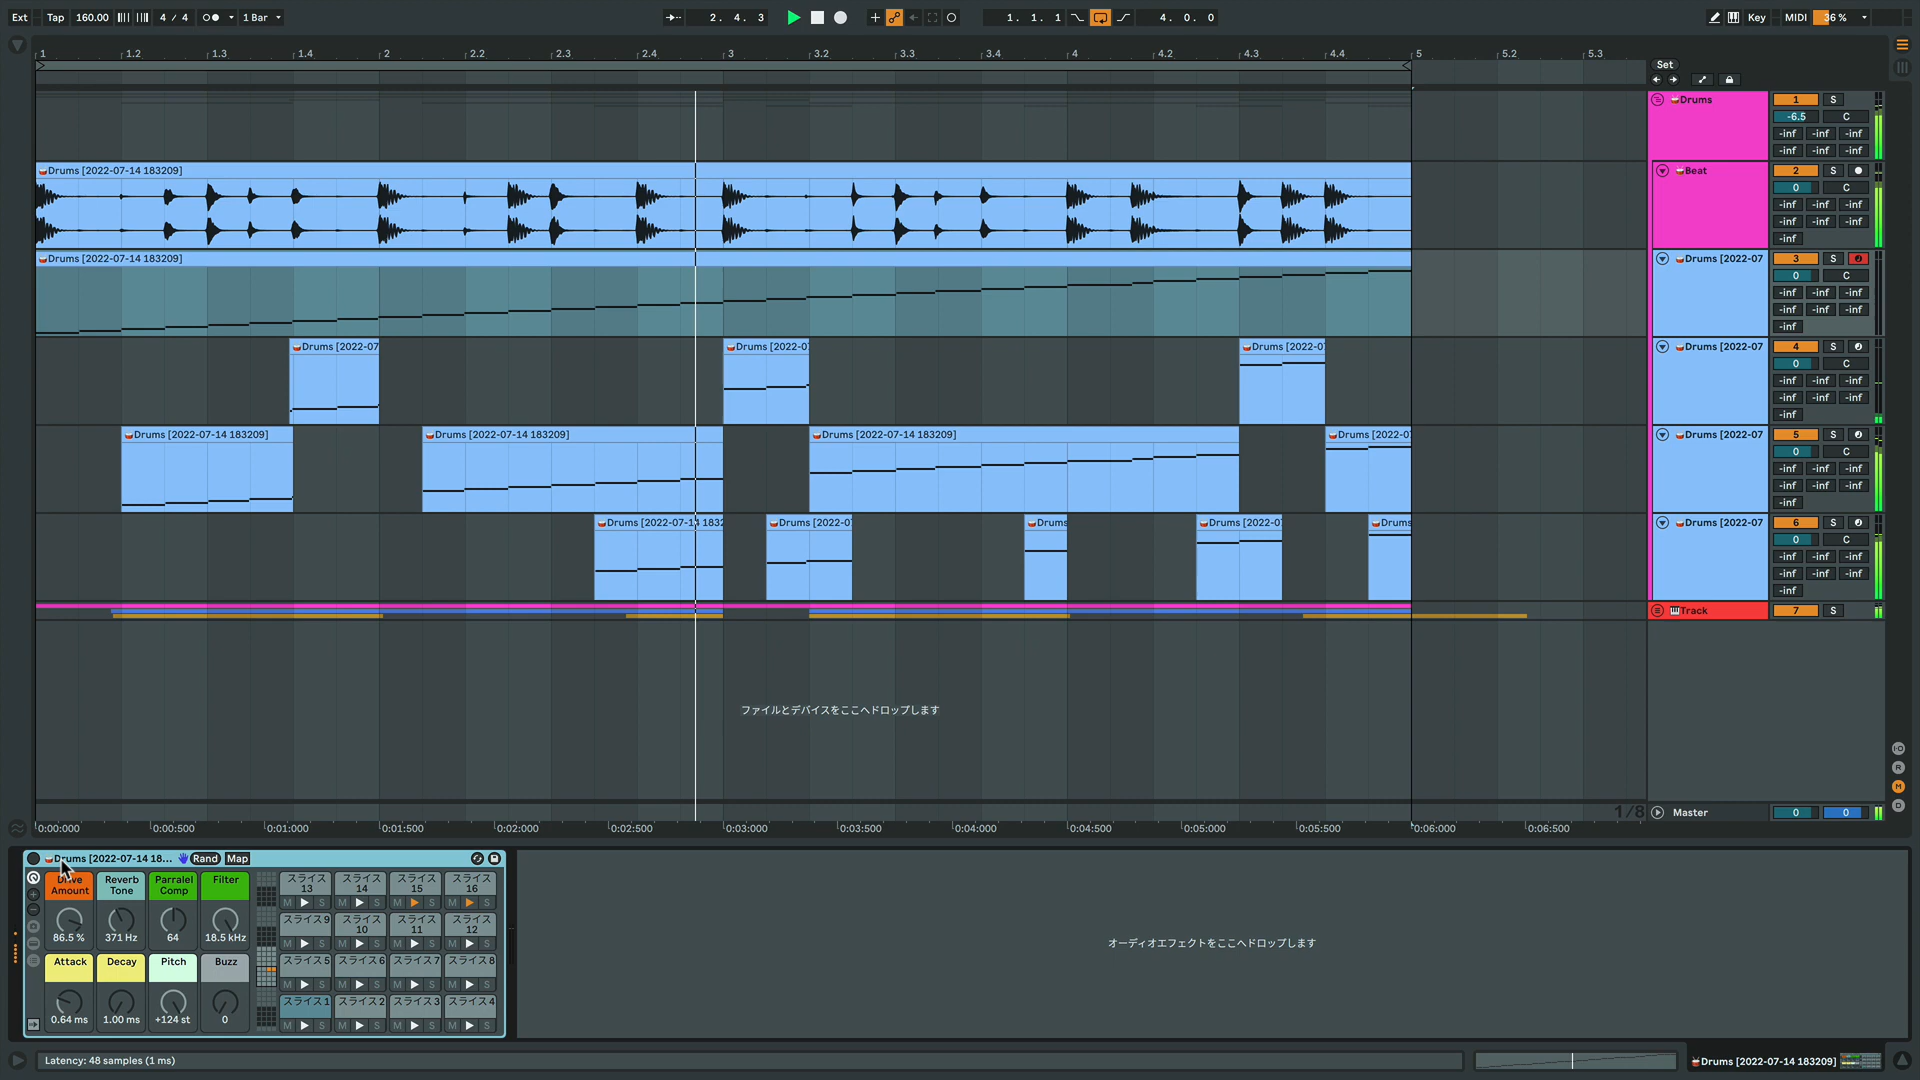 Ext Tap 160.00 4 / 4 1 Bar 2. 4. 3 1. 1. 1 4. 0. 0 Key MIDI 36 %
1 1.2 1.3 1.4 2 2.2 2.3 2.4 3 3.2 3.3 3.4 4 4.2 4.3 4.4 5 5.2 5.3
Set
Drums 1 S
-6.5 C
-inf -inf -inf
-inf -inf -inf
Drums [2022-07-14 183209]
Beat 2 S
0 C
-inf -inf -inf
-inf -inf -inf
-inf
Drums [2022-07-14 183209]
Drums [2022-07 3 S
0 C
-inf -inf -inf
-inf -inf -inf
-inf
Drums [2022-07 Drums [2022-07 Drums [2022-07
Drums [2022-07 4 S
0 C
-inf -inf -inf
-inf -inf -inf
-inf
Drums [2022-07-14 183209] Drums [2022-07-14 183209] Drums [2022-07-14 183209] Drums [2022-07
Drums [2022-07 5 S
0 C
-inf -inf -inf
-inf -inf -inf
-inf
Drums [2022-07-14 1832 Drums [2022-07 Drums Drums [2022-07 Drums
Drums [2022-07 6 S
0 C
-inf -inf -inf
-inf -inf -inf
-inf
Track 7 S
ファイルとデバイスをここへドロップします
1/8 Master 0 0
I·O
R
M
D
0:00:000 0:00:500 0:01:000 0:01:500 0:02:000 0:02:500 0:03:000 0:03:500 0:04:000 0:04:500 0:05:000 0:05:500 0:06:000 0:06:500
Drums [2022-07-14 18... Rand Map
Drive Amount Reverb Tone Parralel Comp Filter
86.5 % 371 Hz 64 18.5 kHz
Attack Decay Pitch Buzz
0.64 ms 1.00 ms +124 st 0
スライス 13 スライス 14 スライス 15 スライス 16
M S M S M S M S
スライス 9 スライス 10 スライス 11 スライス 12
M S M S M S M S
スライス 5 スライス 6 スライス 7 スライス 8
M S M S M S M S
スライス 1 スライス 2 スライス 3 スライス 4
M S M S M S M S
オーディオエフェクトをここへドロップします
Latency: 48 samples (1 ms)
Drums [2022-07-14 183209]